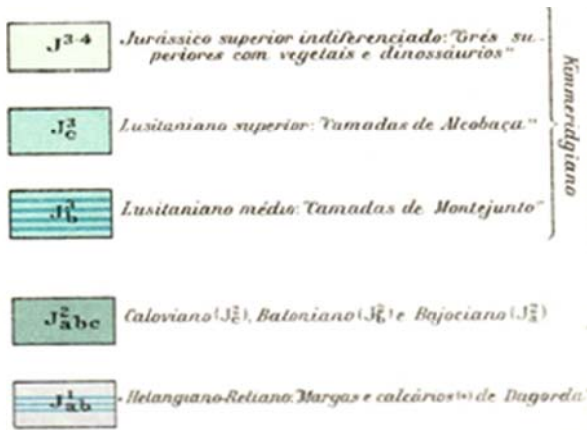 J³⁻⁴ Jurássico superior indiferenciado: "Grés su-
periores com vegetais e dinossáurios"
J³c Lusitaniano superior: "Camadas de Alcobaça"
J³b Lusitaniano médio: "Camadas de Montejunto"
Kimmeridgiano
J²abc Caloviano (J²c), Batoniano (J²b) e Bajociano (J²a)
J¹ab - Hetangiano-Retiano: Margas e calcários (*) de Dagorda